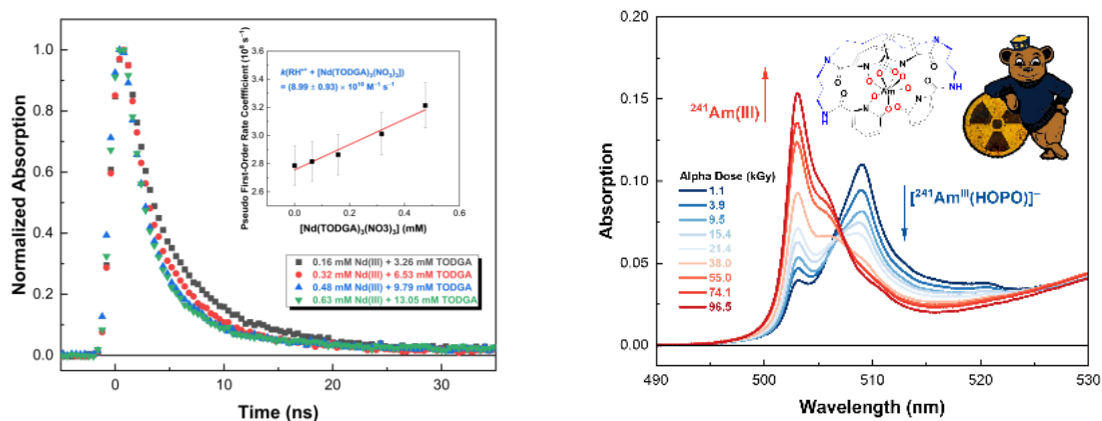 Normalized Absorption
1.0
0.8
0.6
0.4
0.2
0.0
0
10
20
30
Time (ns)
Pseudo First-Order Rate Coefffficient (10⁸ s⁻¹)
3.6
3.4
3.2
3.0
2.8
2.6
0.0
0.2
0.4
0.6
k(RH•⁺ + [Nd(TODGA)₃(NO₃)₃])
= (8.99 ± 0.93) × 10¹⁰ M⁻¹ s⁻¹
[Nd(TODGA)₃(NO3)₃] (mM)
0.16 mM Nd(III) + 3.26 mM TODGA
0.32 mM Nd(III) + 6.53 mM TODGA
0.48 mM Nd(III) + 9.79 mM TODGA
0.63 mM Nd(III) + 13.05 mM TODGA
Absorption
0.20
0.15
0.10
0.05
0.00
490
500
510
520
530
Wavelength (nm)
²⁴¹Am(III)
Alpha Dose (kGy)
1.1
3.9
9.5
15.4
21.4
38.0
55.0
74.1
96.5
[²⁴¹Amᴵᴵᴵ(HOPO)]⁻
Am
NH
NH